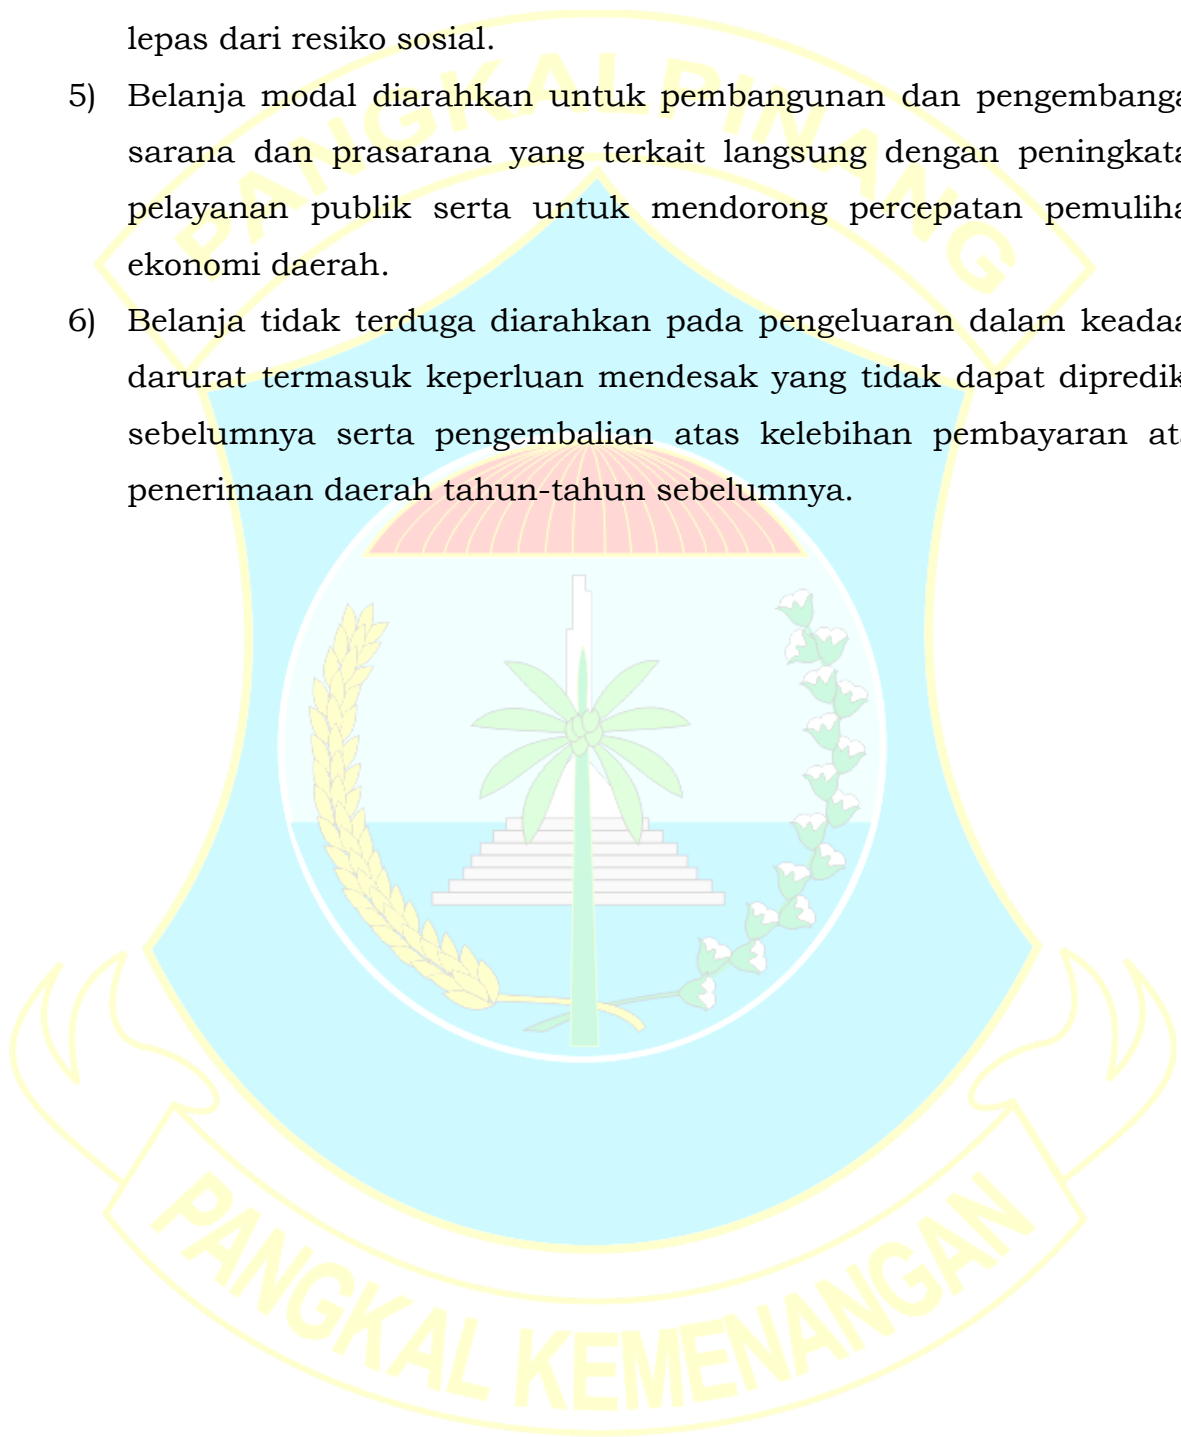 lepas dari resiko sosial.
5) Belanja modal diarahkan untuk pembangunan dan pengembanga
sarana dan prasarana yang terkait langsung dengan peningkata
pelayanan publik serta untuk mendorong percepatan pemuliha
ekonomi daerah.
6) Belanja tidak terduga diarahkan pada pengeluaran dalam keadaa
darurat termasuk keperluan mendesak yang tidak dapat dipredik
sebelumnya serta pengembalian atas kelebihan pembayaran ata
penerimaan daerah tahun-tahun sebelumnya.
PANGKALPINANG
PANGKAL KEMENANGAN